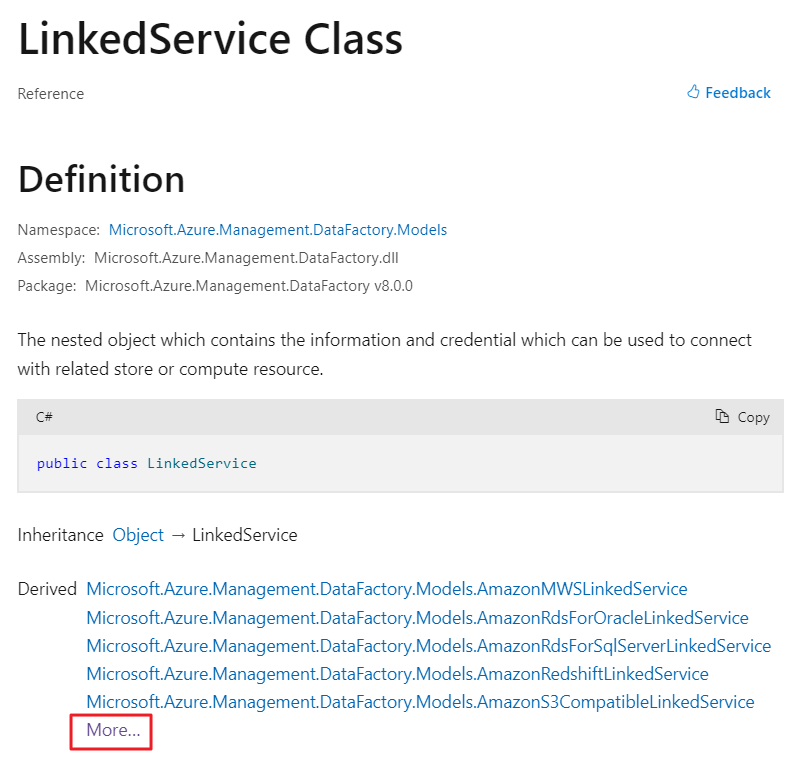 LinkedService Class
Reference
Feedback
Definition
Namespace: Microsoft.Azure.Management.DataFactory.Models
Assembly: Microsoft.Azure.Management.DataFactory.dll
Package: Microsoft.Azure.Management.DataFactory v8.0.0
The nested object which contains the information and credential which can be used to connect
with related store or compute resource.
C#
Copy
public class LinkedService
Inheritance Object → LinkedService
Derived Microsoft.Azure.Management.DataFactory.Models.AmazonMWSLinkedService
Microsoft.Azure.Management.DataFactory.Models.AmazonRdsForOracleLinkedService
Microsoft.Azure.Management.DataFactory.Models.AmazonRdsForSqlServerLinkedService
Microsoft.Azure.Management.DataFactory.Models.AmazonRedshiftLinkedService
Microsoft.Azure.Management.DataFactory.Models.AmazonS3CompatibleLinkedService
More…